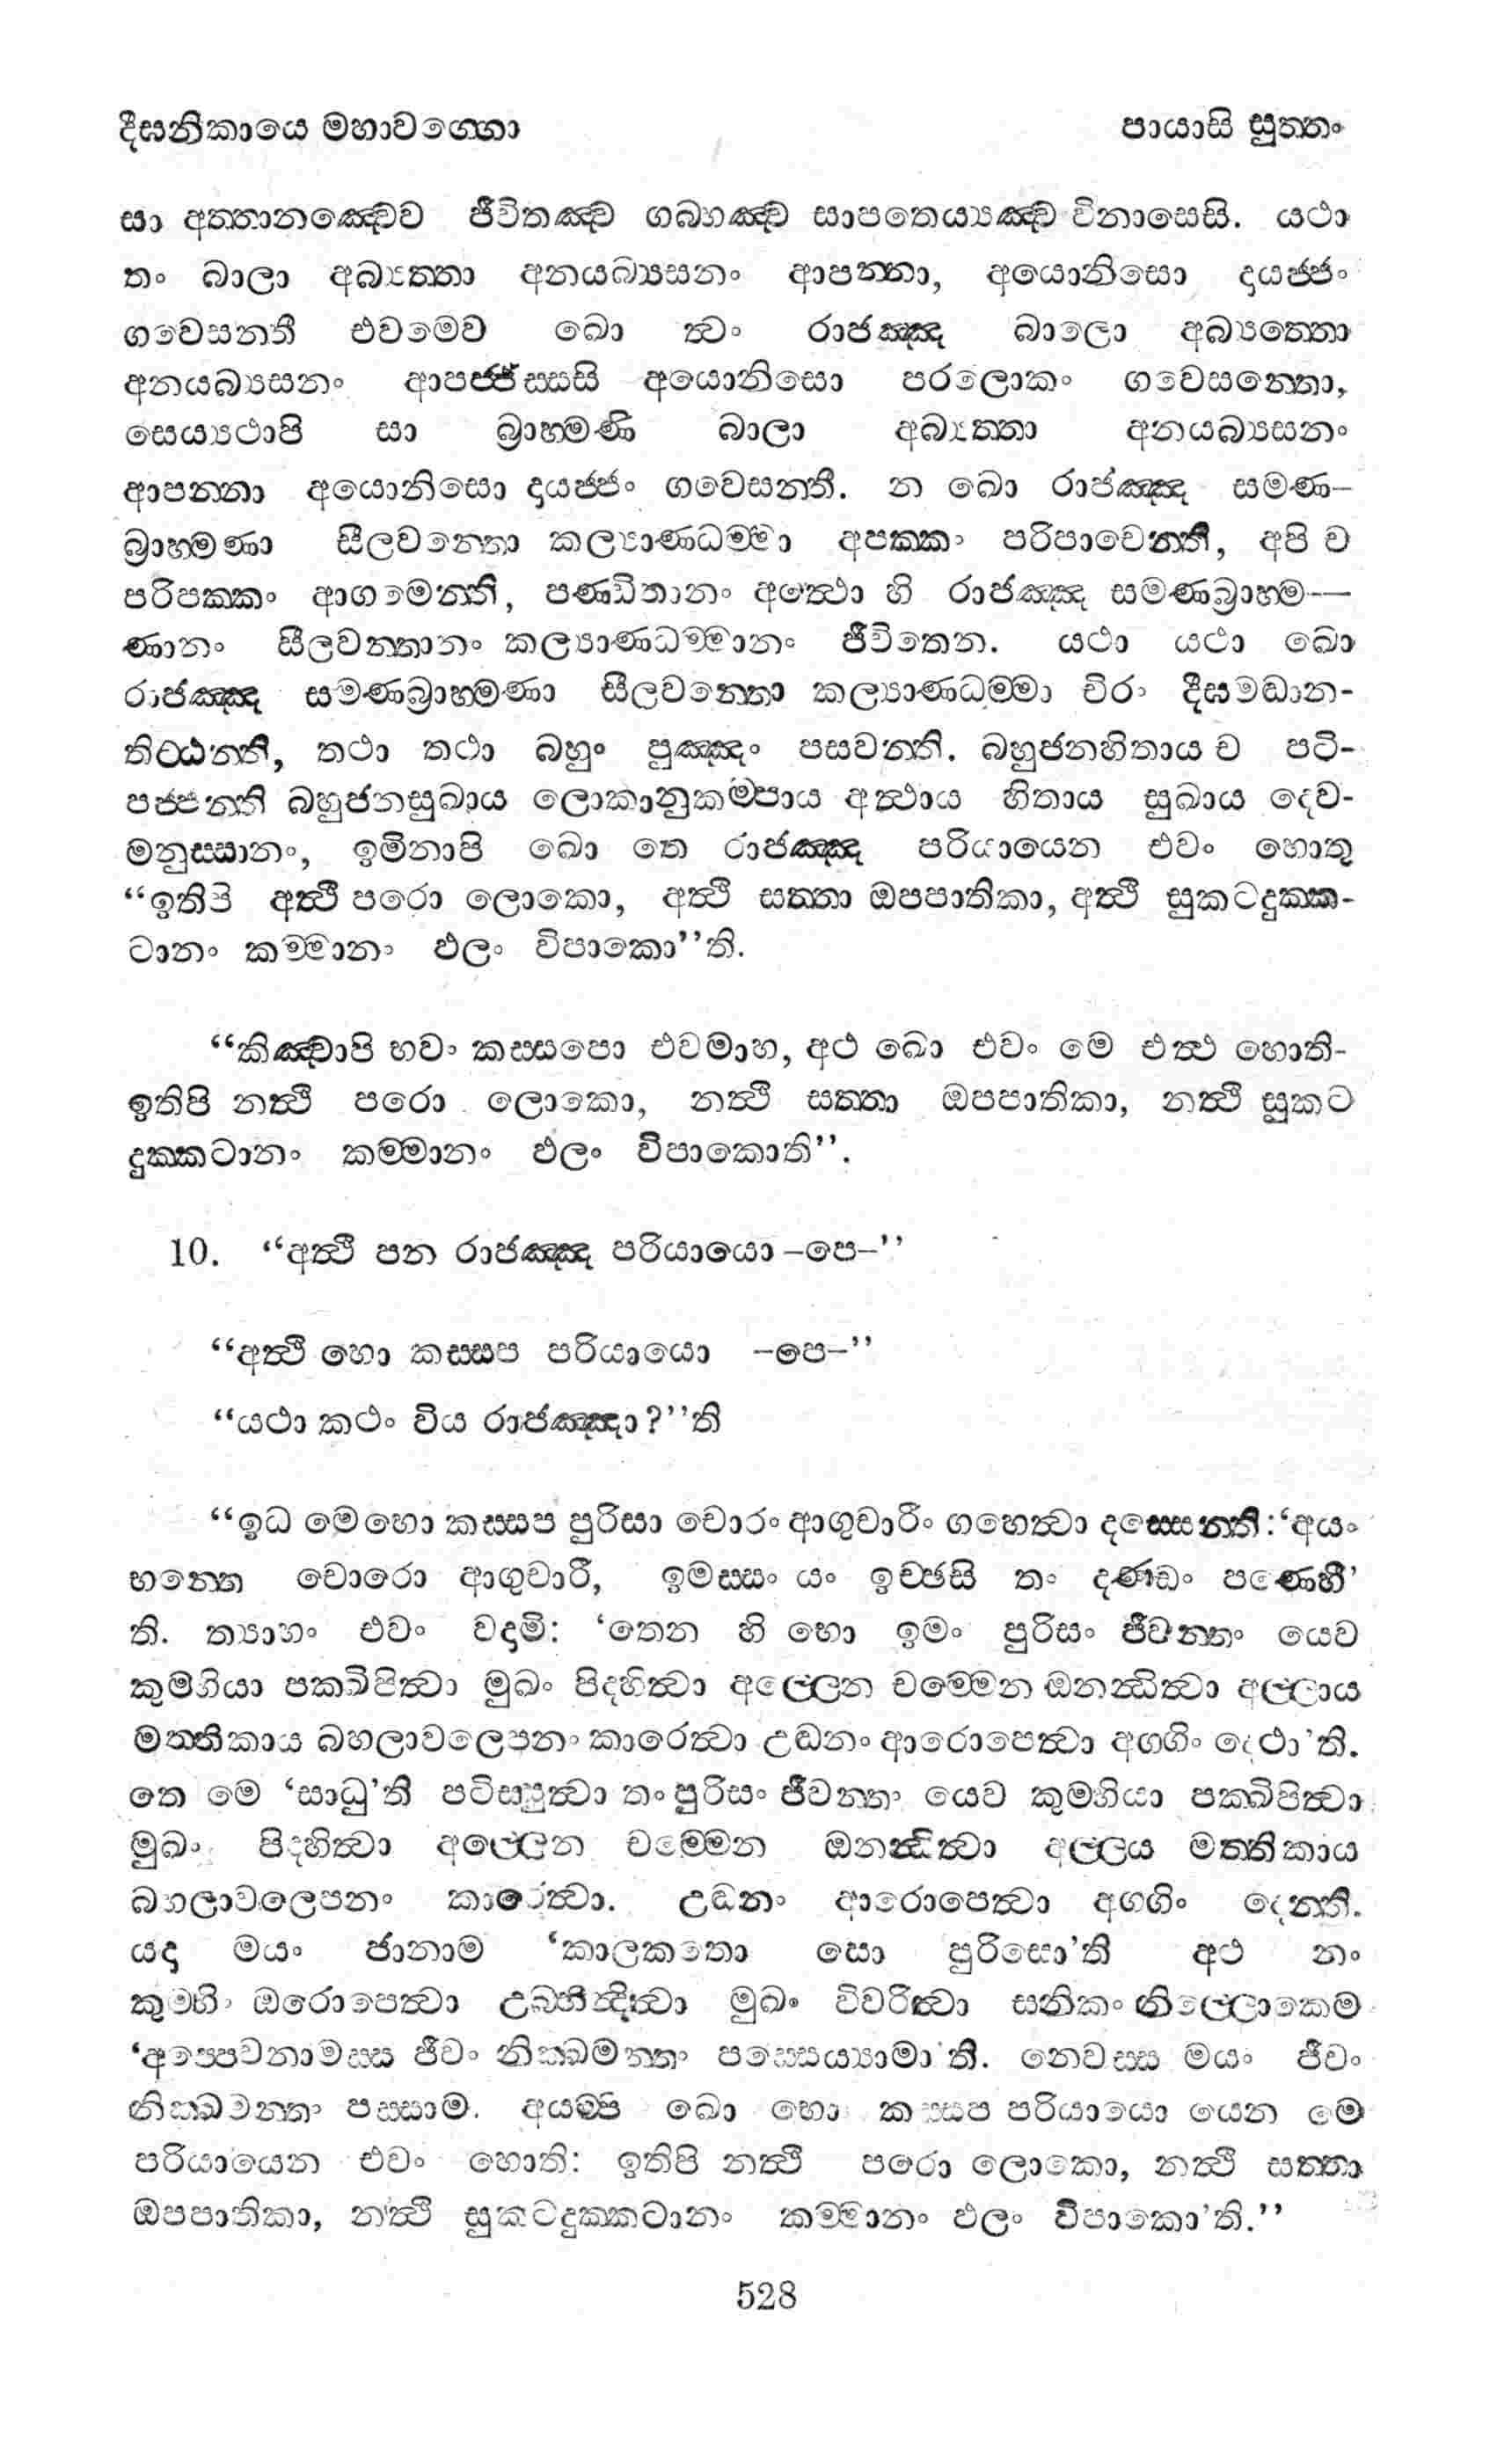 දීඝනිකායෙ මහාවග්ගො පායාසි සුත්තං
සා අත්තානඤ්චෙව ජීවිතඤ්ච ගබ්භඤ්ච සාපතෙය්‍යඤ්ච විනාසෙසි. යථා
තං බාලා අබ්‍යත්තා අනයබ්‍යසනං ආපන්නා, අයොනිසො දායජ්ජං
ගවෙසන්තී එවමෙව ඛො ත්වං රාජඤ්ඤ බාලො අබ්‍යත්තො
අනයබ්‍යසනං ආපජ්ජිස්සසි අයොනිසො පරලොකං ගවෙසන්තො,
සෙය්‍යථාපි සා බ්‍රාහ්මණි බාලා අබ්‍යත්තා අනයබ්‍යසනං
ආපන්නා අයොනිසො දායජ්ජං ගවෙසන්තී. න ඛො රාජඤ්ඤ සමණ–
බ්‍රාහ්මණා සීලවන්තො කල්‍යාණධම්මා අපක්කං පරිපාචෙන්තී, අපි ච
පරිපක්කං ආගමෙන්ති, පණ්ඩිතානං අත්ථො හි රාජඤ්ඤ සමණබ්‍රාහ්ම–
ණානං සීලවන්තානං කල්‍යාණධම්මානං ජීවිතෙන. යථා යථා ඛො
රාජඤ්ඤ සමණබ්‍රාහ්මණා සීලවන්තො කල්‍යාණධම්මා චිරං දීඝමද්ධාන-
තිට්ඨන්තී, තථා තථා බහුං පුඤ්ඤං පසවන්ති. බහුජනහිතාය ච පටි-
පජ්ජන්ති බහුජනසුඛාය ලොකානුකම්පාය අත්ථාය හිතාය සුඛාය දෙව-
මනුස්සානං, ඉමිනාපි ඛො තෙ රාජඤ්ඤ පරියායෙන එවං හොතු
“ඉතිපි අත්ථි පරො ලොකො, අත්ථි සත්තා ඔපපාතිකා, අත්ථි සුකටදුක්ක-
ටානං කම්මානං ඵලං විපාකො”ති.
“කිඤ්චාපි භවං කස්සපො එවමාහ, අථ ඛො එවං මෙ එත්ථ හොති-
ඉතිපි නත්ථි පරො ලොකො, නත්ථි සත්තා ඔපපාතිකා, නත්ථි සුකට
දුක්කටානං කම්මානං ඵලං විපාකොති”.
10. “අත්ථි පන රාජඤ්ඤ පරියායො –පෙ–”
“අත්ථි භො කස්සප පරියායො –පෙ–”
“යථා කථං විය රාජඤ්ඤා?”ති
“ඉධ මෙ භො කස්සප පුරිසා චොරං ආගුචාරීං ගහෙත්වා දස්සෙන්ති:‘අයං
භන්තෙ චොරො ආගුචාරී, ඉමස්සං යං ඉච්ඡසි තං දණ්ඩං පණෙහී’
ති. ත්‍යාහං එවං වදාමි: ‘තෙන හි භො ඉමං පුරිසං ජීවන්තං යෙව
කුම්භියා පක්ඛිපිත්වා මුඛං පිදහිත්වා අල්ලෙන චම්මෙන ඔනන්ධිත්වා අල්ලාය
මත්තිකාය බහලාවලෙපනං කාරෙත්වා උද්ධනං ආරොපෙත්වා අග්ගිං දෙථා’ති.
තෙ මෙ ‘සාධු’ති පටිස්සුත්වා තං පුරිසං ජීවන්තං යෙව කුම්භියා පක්ඛිපිත්වා
මුඛං පිදහිත්වා අල්ලෙන චම්මෙන ඔනන්ධිත්වා අල්ලය මත්තිකාය
බහලාවලෙපනං කාරෙත්වා. උද්ධනං ආරොපෙත්වා අග්ගිං දෙන්ති.
යදා මයං ජානාම ‘කාලකතො සො පුරිසො’ති අථ නං
කුම්භිං ඔරොපෙත්වා උබ්භින්දිත්වා මුඛං විවරිත්වා සනිකං නිල්ලොකෙම
‘අප්පෙවනාමස්ස ජීවං නික්ඛමන්තං පස්සෙය්‍යාමා’ති. නෙවස්ස මයං ජීවං
නික්ඛමන්තං පස්සාම. අයම්පි ඛො භො කස්සප පරියායො යෙන මෙ
පරියායෙන එවං හොති: ඉතිපි නත්ථි පරො ලොකො, නත්ථි සත්තා
ඔපපාතිකා, නත්ථි සුකටදුක්කටානං කම්මානං ඵලං විපාකො’ති.”
528